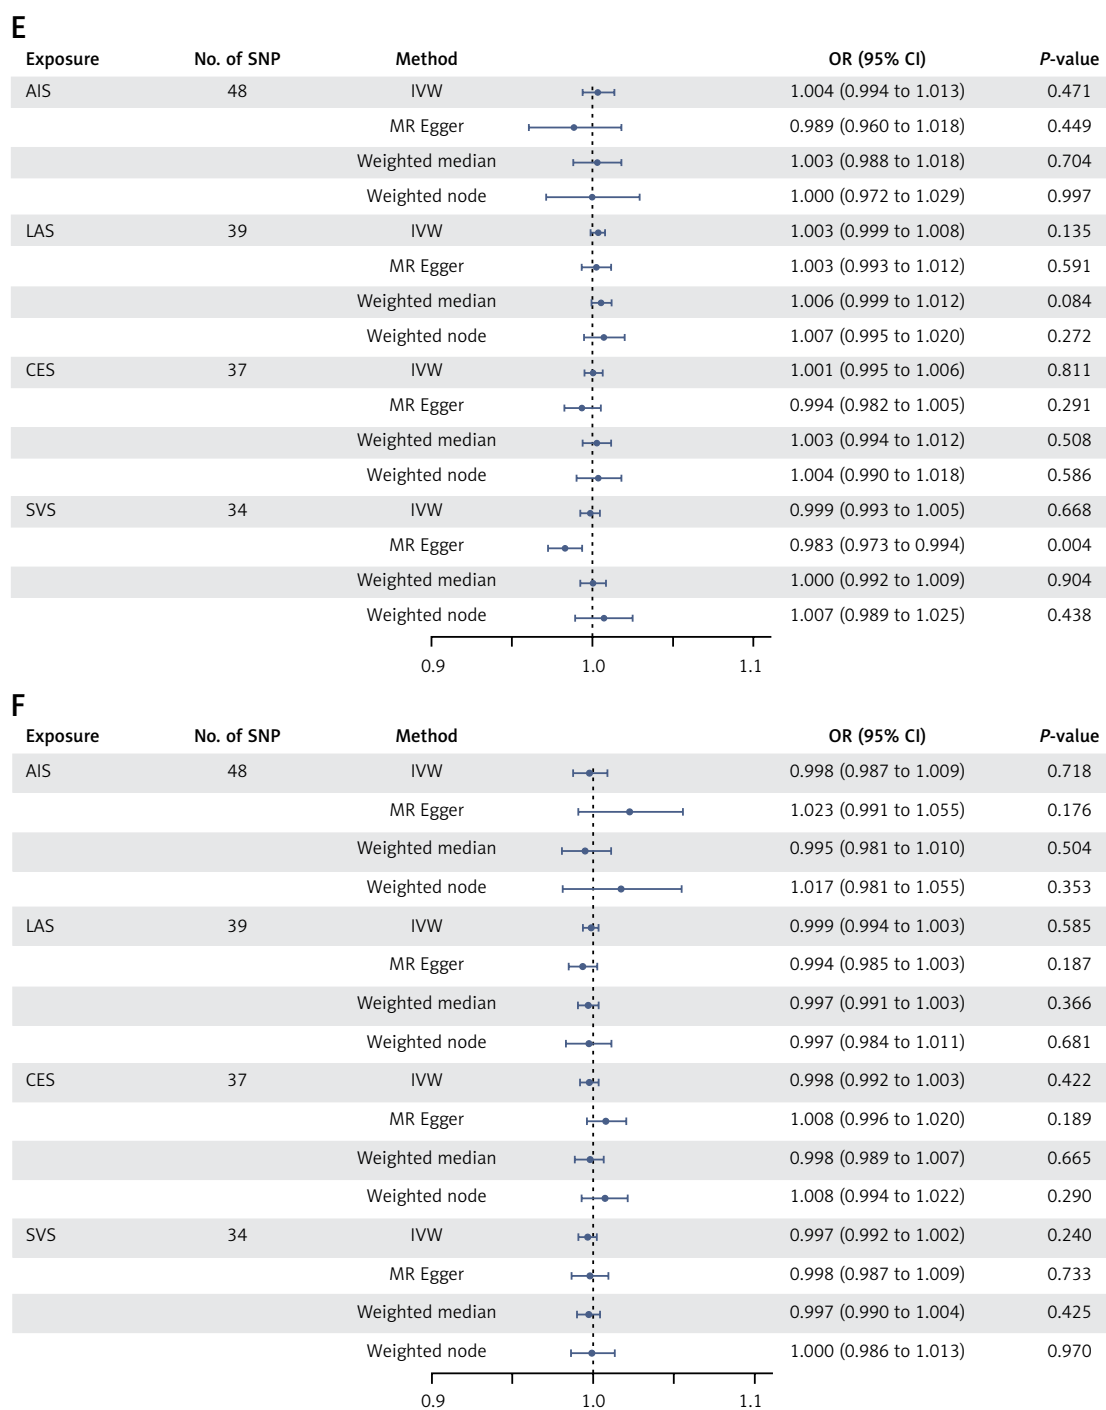 E
Exposure No. of SNP Method OR (95% CI) P-value
AIS 48 IVW 1.004 (0.994 to 1.013) 0.471
MR Egger 0.989 (0.960 to 1.018) 0.449
Weighted median 1.003 (0.988 to 1.018) 0.704
Weighted node 1.000 (0.972 to 1.029) 0.997
LAS 39 IVW 1.003 (0.999 to 1.008) 0.135
MR Egger 1.003 (0.993 to 1.012) 0.591
Weighted median 1.006 (0.999 to 1.012) 0.084
Weighted node 1.007 (0.995 to 1.020) 0.272
CES 37 IVW 1.001 (0.995 to 1.006) 0.811
MR Egger 0.994 (0.982 to 1.005) 0.291
Weighted median 1.003 (0.994 to 1.012) 0.508
Weighted node 1.004 (0.990 to 1.018) 0.586
SVS 34 IVW 0.999 (0.993 to 1.005) 0.668
MR Egger 0.983 (0.973 to 0.994) 0.004
Weighted median 1.000 (0.992 to 1.009) 0.904
Weighted node 1.007 (0.989 to 1.025) 0.438
0.9 1.0 1.1
F
Exposure No. of SNP Method OR (95% CI) P-value
AIS 48 IVW 0.998 (0.987 to 1.009) 0.718
MR Egger 1.023 (0.991 to 1.055) 0.176
Weighted median 0.995 (0.981 to 1.010) 0.504
Weighted node 1.017 (0.981 to 1.055) 0.353
LAS 39 IVW 0.999 (0.994 to 1.003) 0.585
MR Egger 0.994 (0.985 to 1.003) 0.187
Weighted median 0.997 (0.991 to 1.003) 0.366
Weighted node 0.997 (0.984 to 1.011) 0.681
CES 37 IVW 0.998 (0.992 to 1.003) 0.422
MR Egger 1.008 (0.996 to 1.020) 0.189
Weighted median 0.998 (0.989 to 1.007) 0.665
Weighted node 1.008 (0.994 to 1.022) 0.290
SVS 34 IVW 0.997 (0.992 to 1.002) 0.240
MR Egger 0.998 (0.987 to 1.009) 0.733
Weighted median 0.997 (0.990 to 1.004) 0.425
Weighted node 1.000 (0.986 to 1.013) 0.970
0.9 1.0 1.1